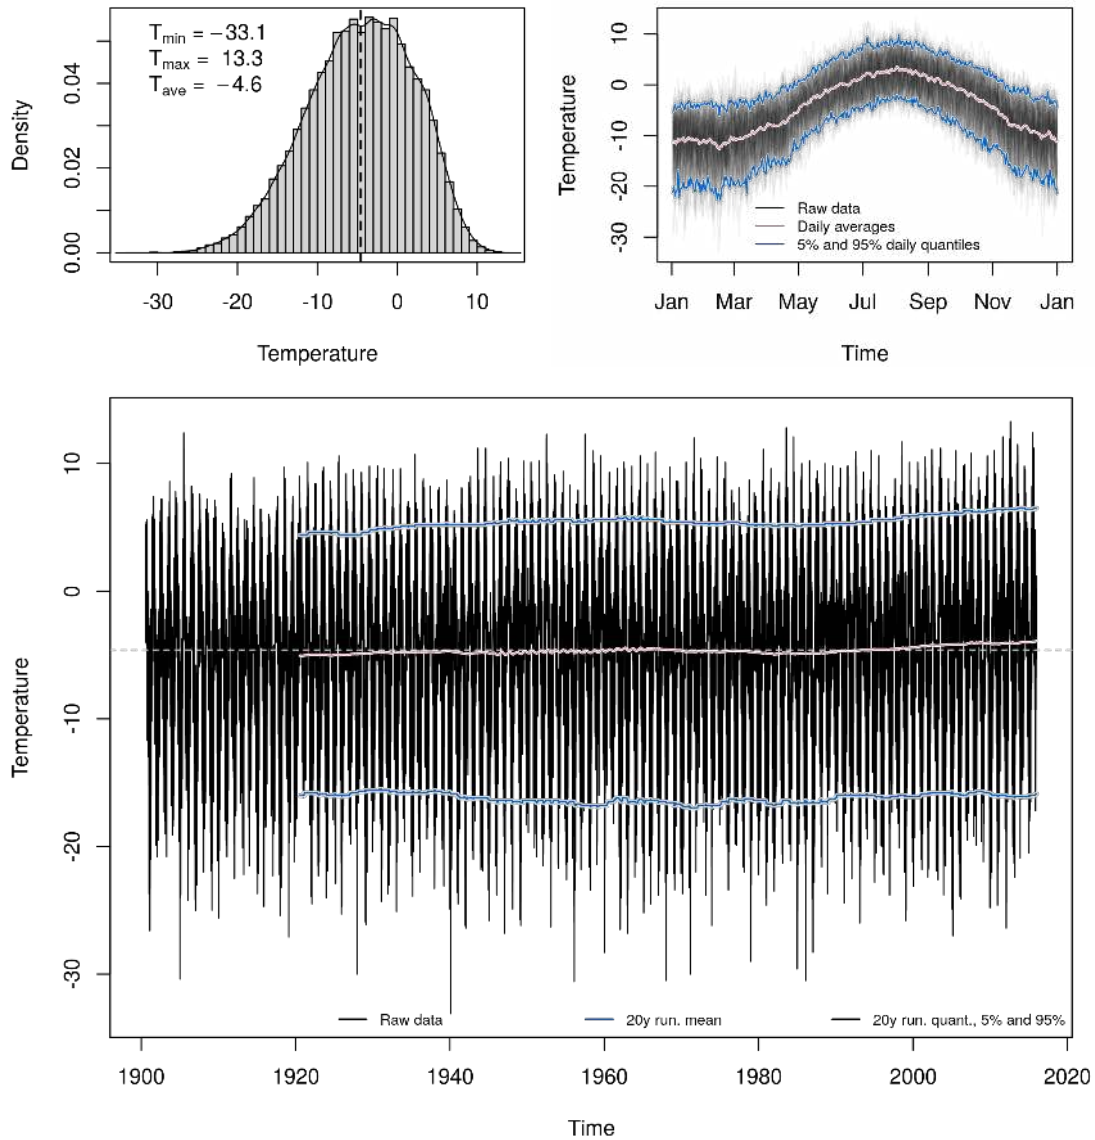 T_min = −33.1
T_max = 13.3
T_ave = −4.6
Density
0.00 0.02 0.04
-30 -20 -10 0 10
Temperature
Temperature
-30 -20 -10 0 10
Raw data
Daily averages
5% and 95% daily quantiles
Jan Mar May Jul Sep Nov Jan
Time
Temperature
10
0
-10
-20
-30
Raw data 20y run. mean 20y run. quant., 5% and 95%
1900 1920 1940 1960 1980 2000 2020
Time